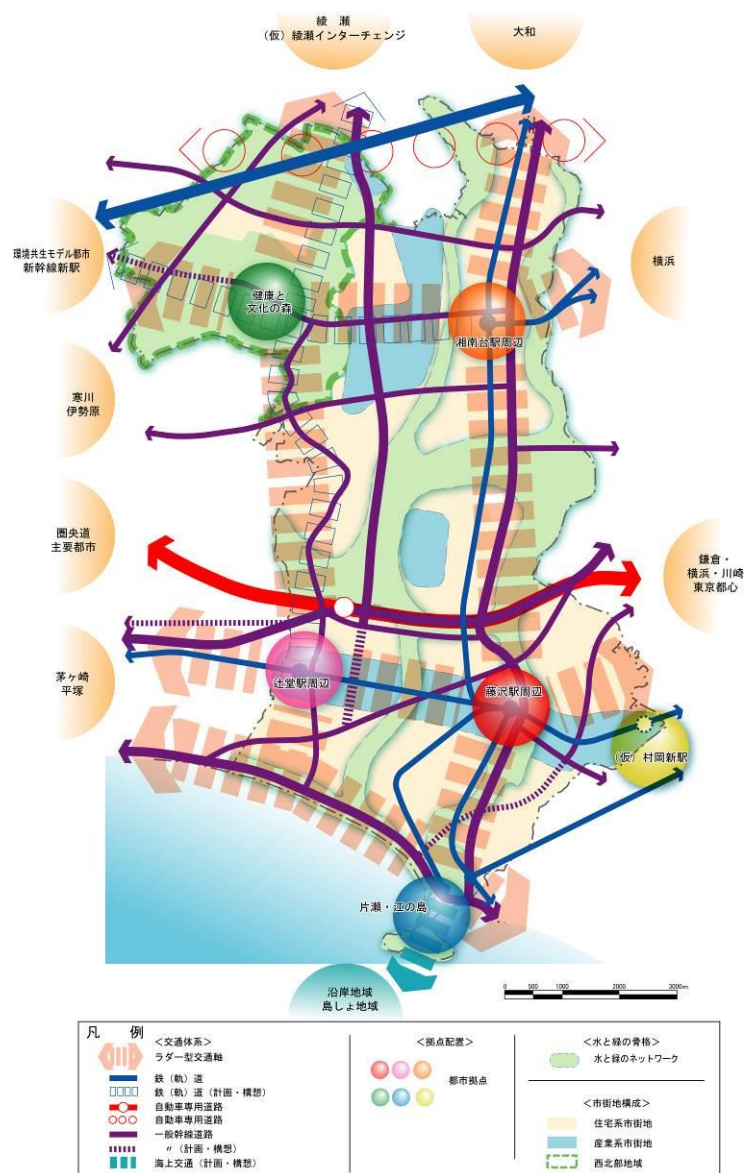 綾　瀬
(仮)綾瀬インターチェンジ
大和
環境共生モデル都市
新幹線新駅
横浜
健康と
文化の森
湘南台駅周辺
寒川
伊勢原
圏央道
主要都市
鎌倉・
横浜・川崎
東京都心
茅ヶ崎
平塚
辻堂駅周辺
藤沢駅周辺
(仮)村岡新駅
片瀬・江の島
沿岸地域
島しょ地域
0 500 1000 2000 3000m
凡　例
＜交通体系＞
ラダー型交通軸
鉄（軌）道
鉄（軌）道（計画・構想）
自動車専用道路
自動車専用道路
一般幹線道路
〃（計画・構想）
海上交通（計画・構想）
＜拠点配置＞
都市拠点
＜水と緑の骨格＞
水と緑のネットワーク
＜市街地構成＞
住宅系市街地
産業系市街地
西北部地域